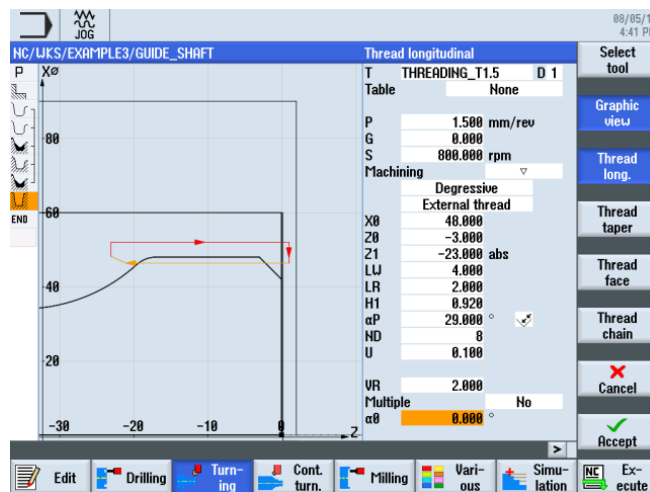 JOG
08/05/1
4:41 P
NC/WKS/EXAMPLE3/GUIDE_SHAFT
Thread longitudinal
Select
tool
P
XØ
T THREADING_T1.5 D 1
Table None
Graphic
view
P 1.500 mm/rev
G 0.000
S 800.000 rpm
Machining ▽
Thread
long.
80
Degressive
External thread
END
60
X0 48.000
Z0 -3.000
Z1 -23.000 abs
LW 4.000
LR 2.000
H1 0.920
αP 29.000 °
ND 8
U 0.100
Thread
taper
Thread
face
40
Thread
chain
20
VR 2.000
Multiple No
α0 0.000 °
Cancel
-30 -20 -10 0 Z
>
Accept
Edit
Drilling
Turn-
ing
Cont.
turn.
Milling
Vari-
ous
Simu-
lation
NC
Ex-
ecute